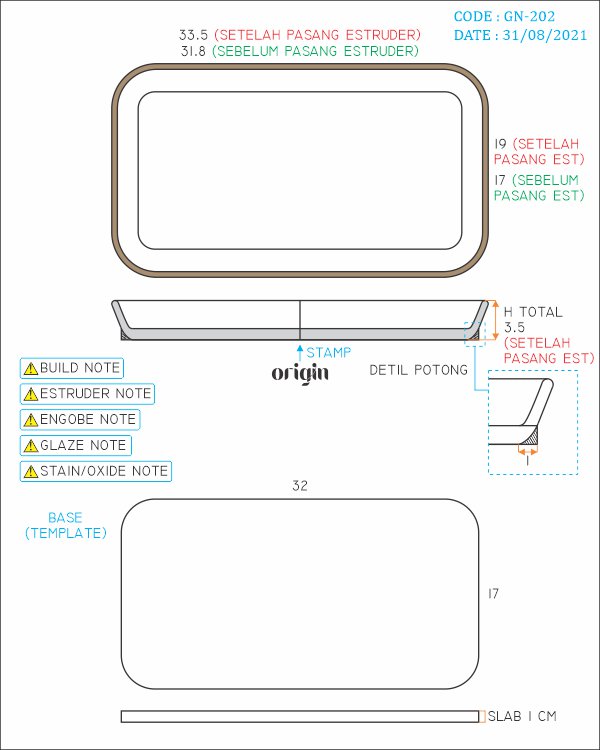 CODE : GN-202
DATE : 31/08/2021
33.5 (SETELAH PASANG ESTRUDER)
31.8 (SEBELUM PASANG ESTRUDER)
19 (SETELAH
PASANG EST)
17 (SEBELUM
PASANG EST)
H TOTAL
3.5
(SETELAH
PASANG EST)
STAMP
origin
DETIL POTONG
1
BUILD NOTE
ESTRUDER NOTE
ENGOBE NOTE
GLAZE NOTE
STAIN/OXIDE NOTE
32
BASE
(TEMPLATE)
17
SLAB 1 CM